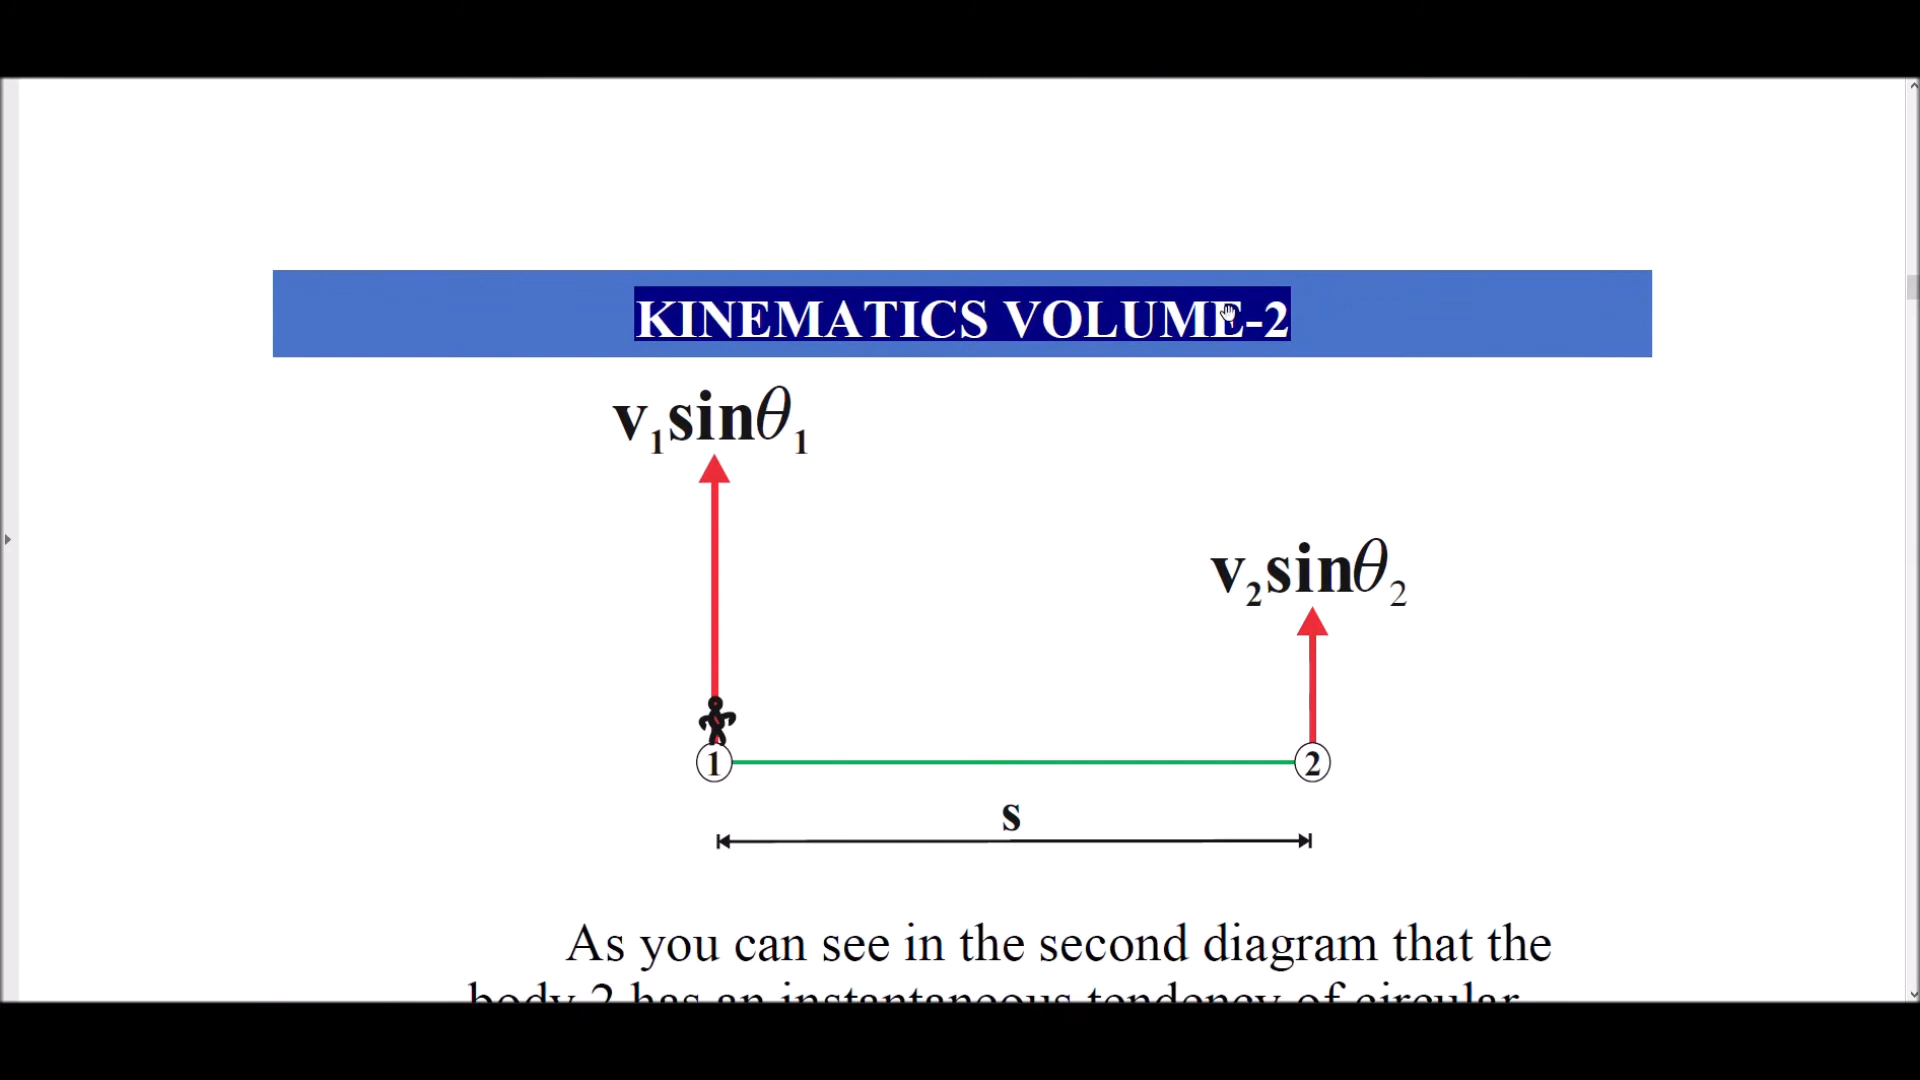 KINEMATICS VOLUME-2
v₁sinθ₁
v₂sinθ₂
1
2
s
As you can see in the second diagram that the
body 2 has an instantaneous tendency of circular